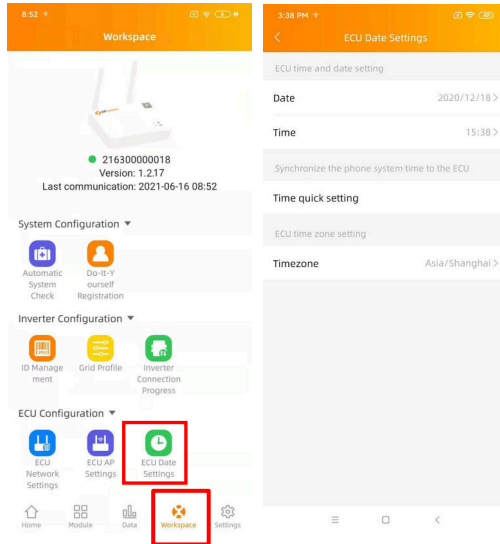 8:52
Workspace
216300000018
Version: 1.2.17
Last communication: 2021-06-16 08:52
System Configuration ▼
Automatic
System
Check
Do-It-Y
ourself
Registration
Inverter Configuration ▼
ID Manage
ment
Grid Profile
Inverter
Connection
Progress
ECU Configuration ▼
ECU
Network
Settings
ECU AP
Settings
ECU Date
Settings
Home
Module
Data
Workspace
Settings
3:38 PM
ECU Date Settings
ECU time and date setting
Date 2020/12/18
Time 15:38
Synchronize the phone system time to the ECU
Time quick setting
ECU time zone setting
Timezone Asia/Shanghai